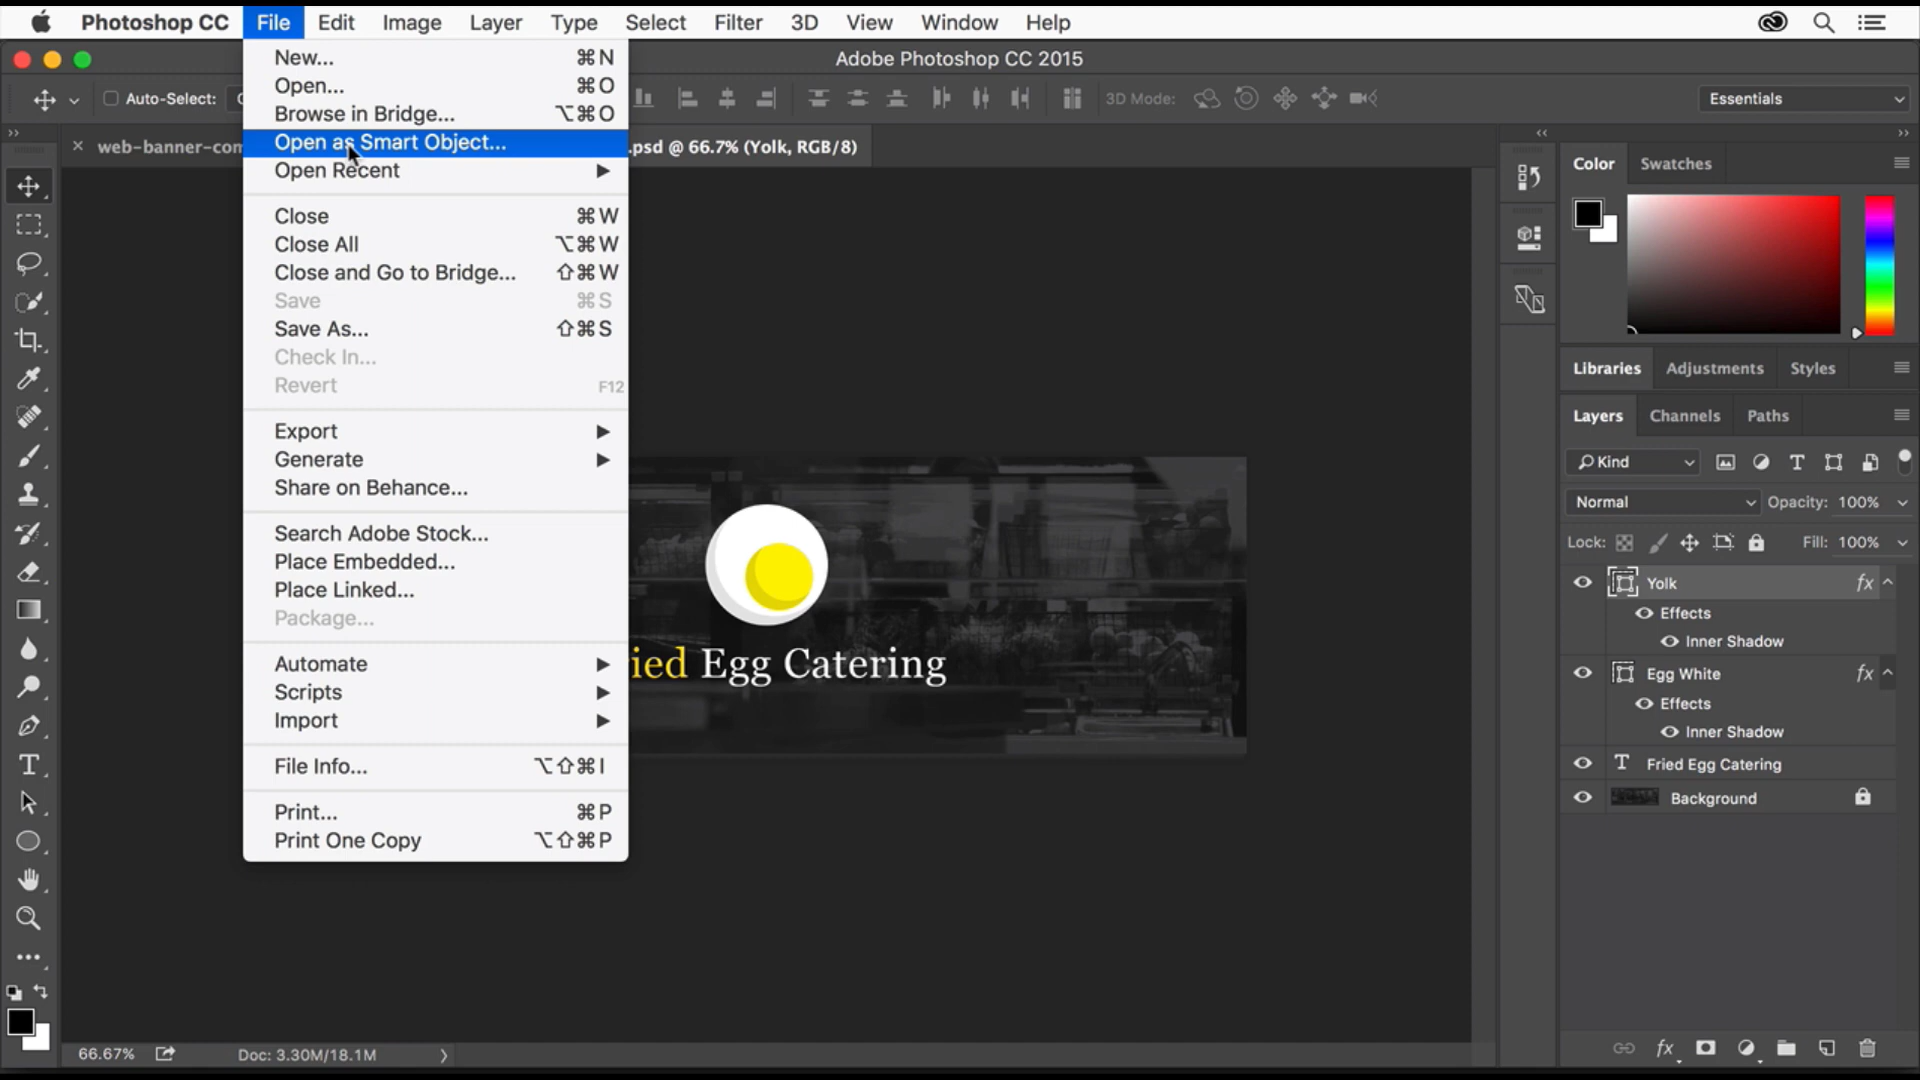 Photoshop CC File Edit Image Layer Type Select Filter 3D View Window Help
Adobe Photoshop CC 2015
Auto-Select:
3D Mode:
Essentials
web-banner-com
.psd @ 66.7% (Yolk, RGB/8)
New... ⌘N
Open... ⌘O
Browse in Bridge... ⌥⌘O
Open as Smart Object...
Open Recent
Close ⌘W
Close All ⌥⌘W
Close and Go to Bridge... ⇧⌘W
Save ⌘S
Save As... ⇧⌘S
Check In...
Revert F12
Export
Generate
Share on Behance...
Search Adobe Stock...
Place Embedded...
Place Linked...
Package...
Automate
Scripts
Import
File Info... ⌥⇧⌘I
Print... ⌘P
Print One Copy ⌥⇧⌘P
ried Egg Catering
Color Swatches
Libraries Adjustments Styles
Layers Channels Paths
Kind
Normal Opacity: 100%
Lock: Fill: 100%
Yolk fx
Effects
Inner Shadow
Egg White fx
Effects
Inner Shadow
T Fried Egg Catering
Background
66.67% Doc: 3.30M/18.1M
fx